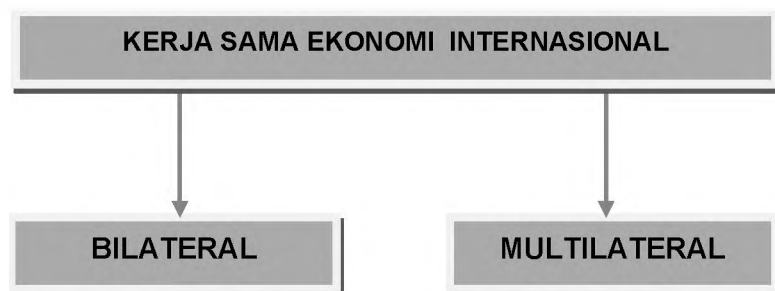 KERJA SAMA EKONOMI INTERNASIONAL
BILATERAL
MULTILATERAL